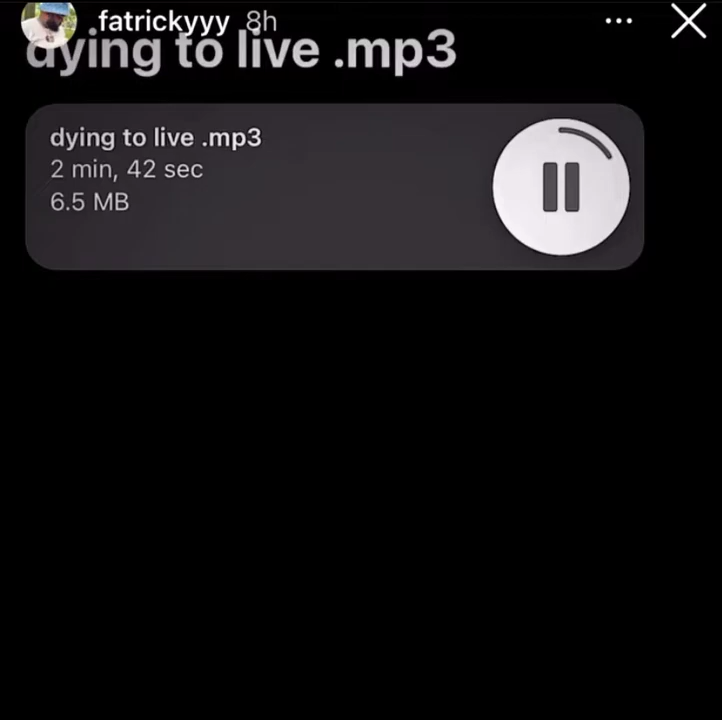 fatrickyyy 8h
dying to live .mp3
dying to live .mp3
2 min, 42 sec
6.5 MB